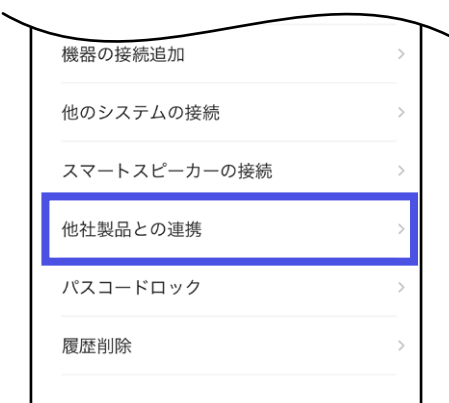 機器の接続追加
他のシステムの接続
スマートスピーカーの接続
他社製品との連携
パスコードロック
履歴削除